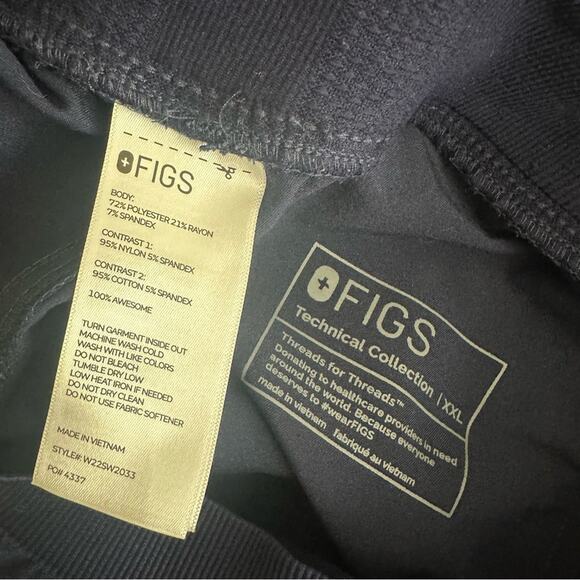 FIGS
BODY:
72% POLYESTER 21% RAYON
7% SPANDEX
CONTRAST 1:
95% NYLON 5% SPANDEX
CONTRAST 2:
95% COTTON 5% SPANDEX
100% AWESOME
TURN GARMENT INSIDE OUT
MACHINE WASH COLD
WASH WITH LIKE COLORS
DO NOT BLEACH
TUMBLE DRY LOW
LOW HEAT IRON IF NEEDED
DO NOT DRY CLEAN
DO NOT USE FABRIC SOFTENER
MADE IN VIETNAM
STYLE#: W22SW2033
PO# 4337
FIGS
Technical Collection | XXL
Threads for Threads™
Donating to healthcare providers in need
around the world. Because everyone
deserves to #wearFIGS
made in vietnam fabriqué au vietnam